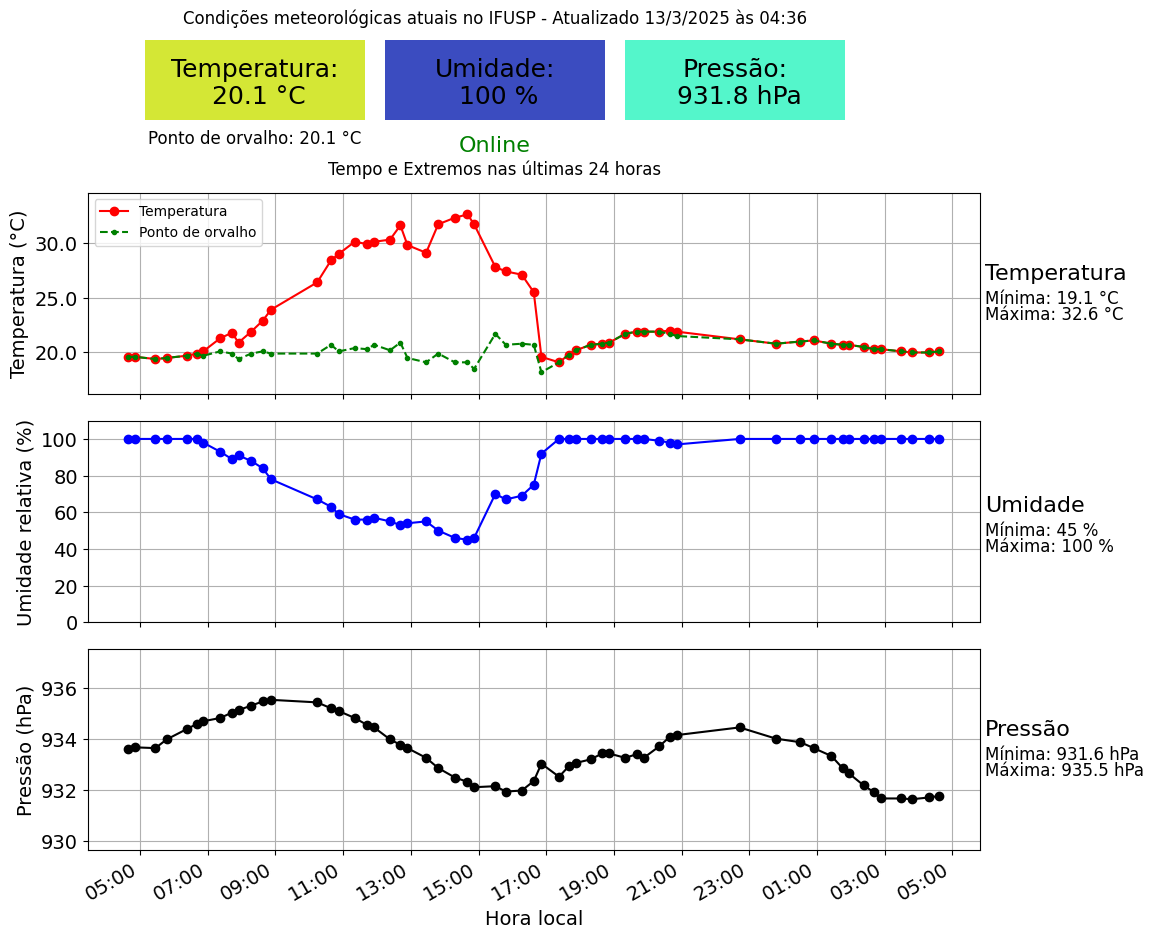 Condições meteorológicas atuais no IFUSP - Atualizado 13/3/2025 às 04:36
Temperatura:
20.1 °C
Umidade:
100 %
Pressão:
931.8 hPa
Ponto de orvalho: 20.1 °C
Online
Tempo e Extremos nas últimas 24 horas
Temperatura
Ponto de orvalho
Temperatura (°C)
30.0
25.0
20.0
Temperatura
Mínima: 19.1 °C
Máxima: 32.6 °C
Umidade relativa (%)
100
80
60
40
20
0
Umidade
Mínima: 45 %
Máxima: 100 %
Pressão (hPa)
936
934
932
930
Pressão
Mínima: 931.6 hPa
Máxima: 935.5 hPa
05:00 07:00 09:00 11:00 13:00 15:00 17:00 19:00 21:00 23:00 01:00 03:00 05:00
Hora local